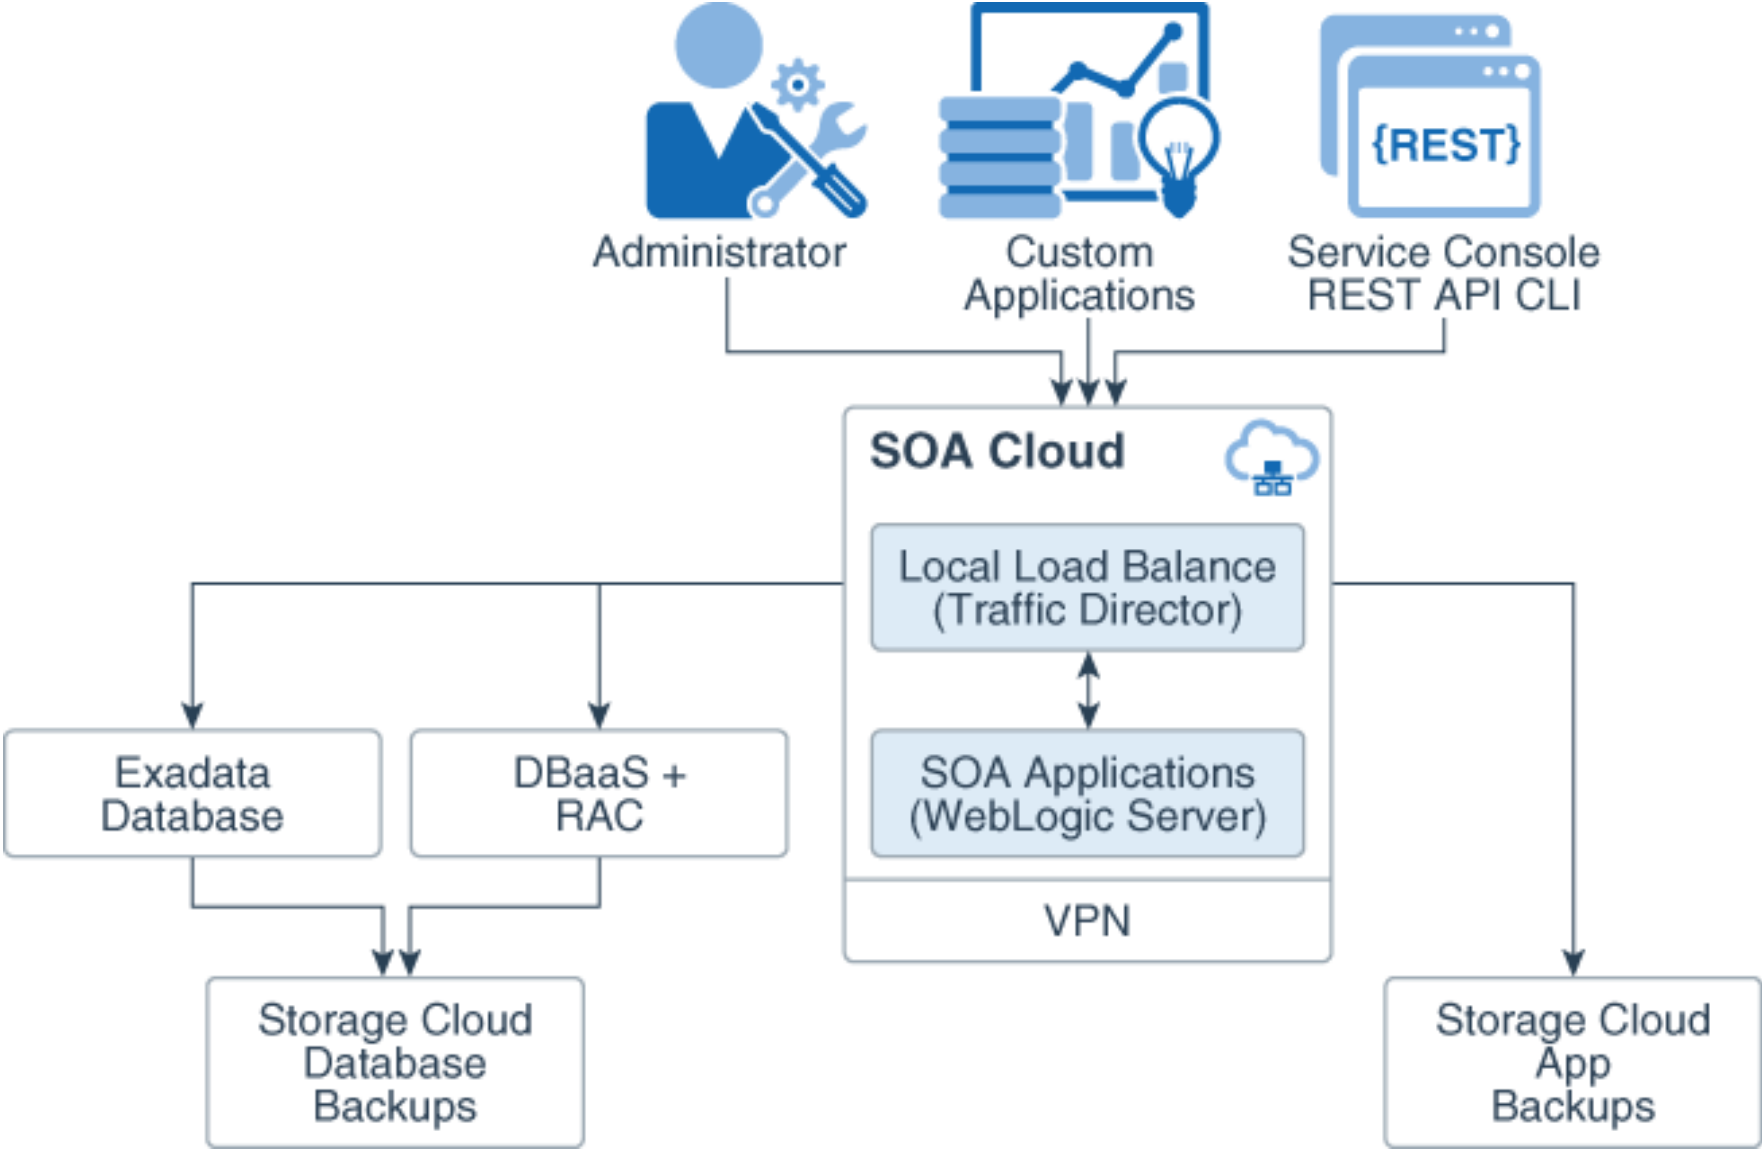 {REST}
Administrator
Custom
Applications
Service Console
REST API CLI
SOA Cloud
Local Load Balance
(Traffic Director)
SOA Applications
(WebLogic Server)
VPN
Exadata
Database
DBaaS +
RAC
Storage Cloud
Database
Backups
Storage Cloud
App
Backups